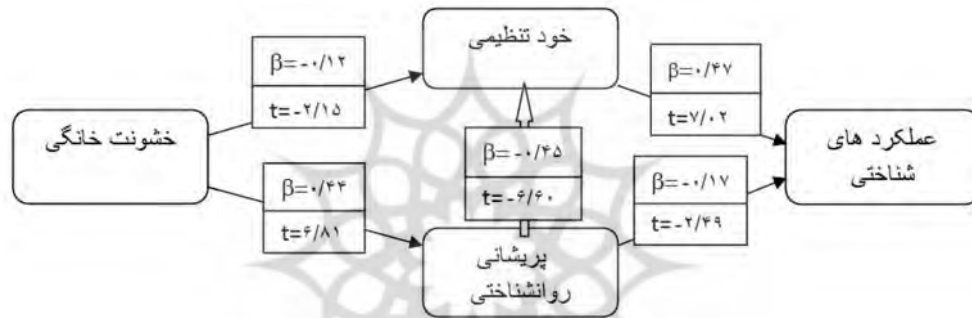 خود تنظیمی
β=-۰/۱۲
t=-۲/۱۵
β=۰/۴۷
t=۷/۰۲
خشونت خانگی
عملکرد های
شناختی
β=-۰/۴۵
t=-۶/۶۰
β=۰/۴۴
t=۶/۸۱
β=-۰/۱۷
t=-۲/۴۹
پریشانی
روانشناختی